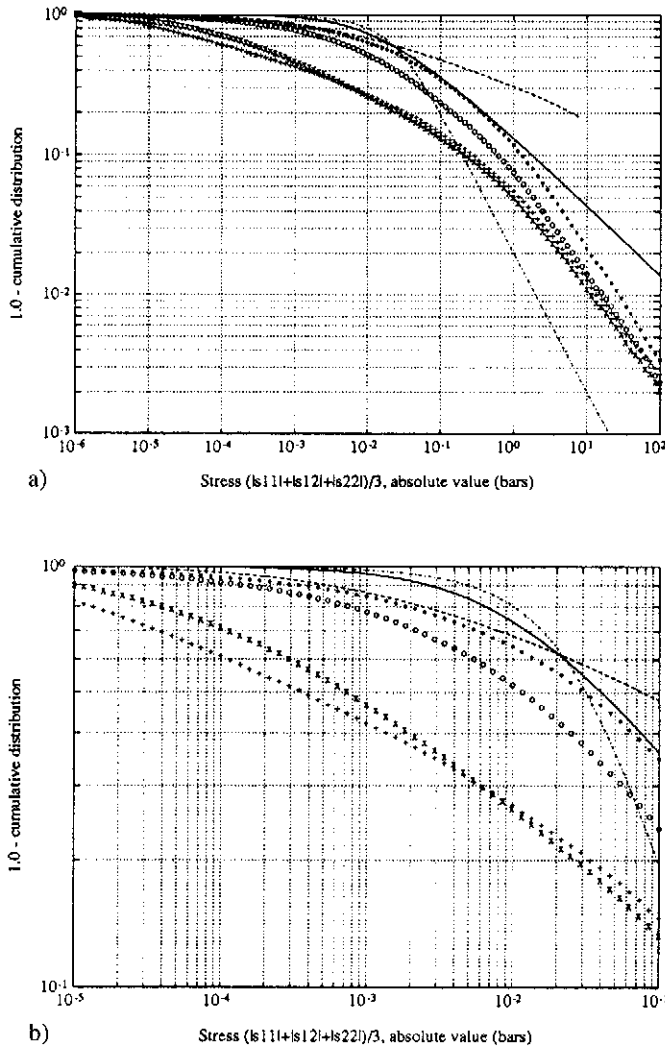 10⁰
10⁻¹
10⁻²
10⁻³
1.0 - cumulative distribution
10⁻⁶ 10⁻⁵ 10⁻⁴ 10⁻³ 10⁻² 10⁻¹ 10⁰ 10¹ 10²
a) Stress (|s11|+|s12|+|s22|)/3, absolute value (bars)
10⁰
10⁻¹
1.0 - cumulative distribution
10⁻⁵ 10⁻⁴ 10⁻³ 10⁻²
b) Stress (|s11|+|s12|+|s22|)/3, absolute value (bars)